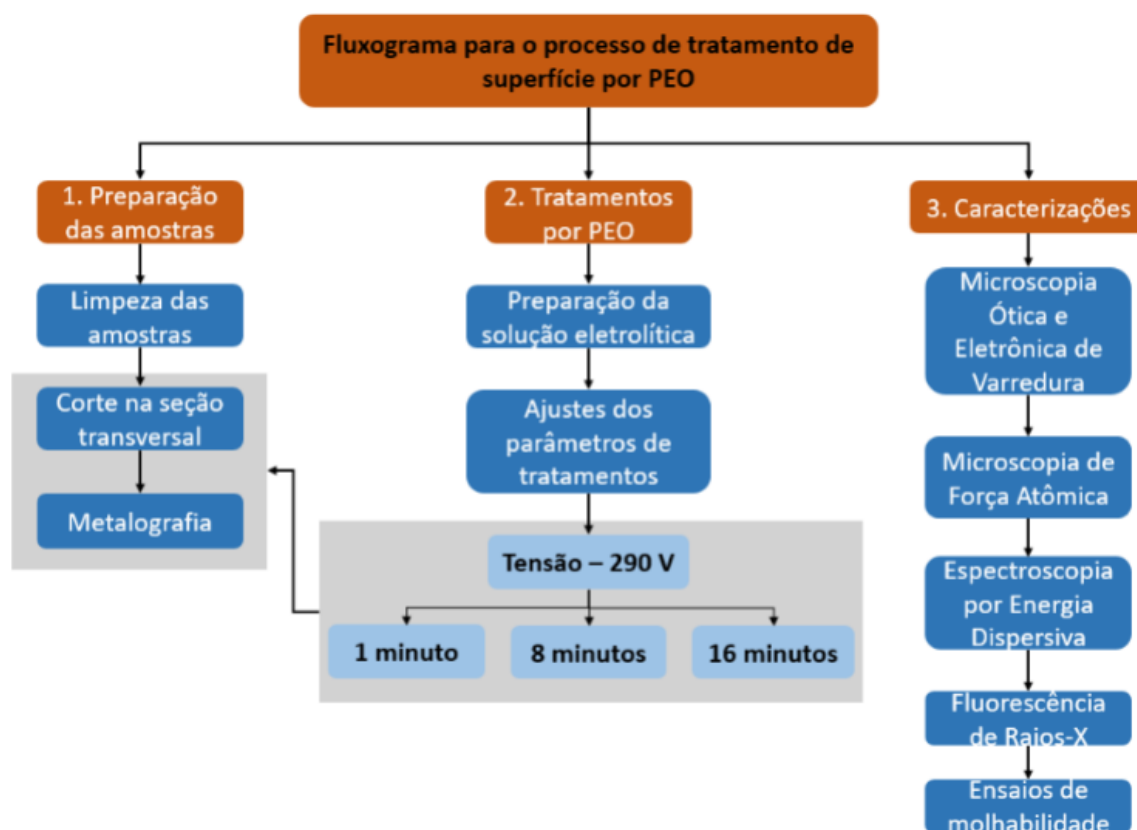 Fluxograma para o processo de tratamento de
superfície por PEO
1. Preparação
das amostras
Limpeza das
amostras
Corte na seção
transversal
Metalografia
2. Tratamentos
por PEO
Preparação da
solução eletrolítica
Ajustes dos
parâmetros de
tratamentos
Tensão – 290 V
1 minuto
8 minutos
16 minutos
3. Caracterizações
Microscopia
Ótica e
Eletrônica de
Varredura
Microscopia de
Força Atômica
Espectroscopia
por Energia
Dispersiva
Fluorescência
de Raios-X
Ensaios de
molhabilidade